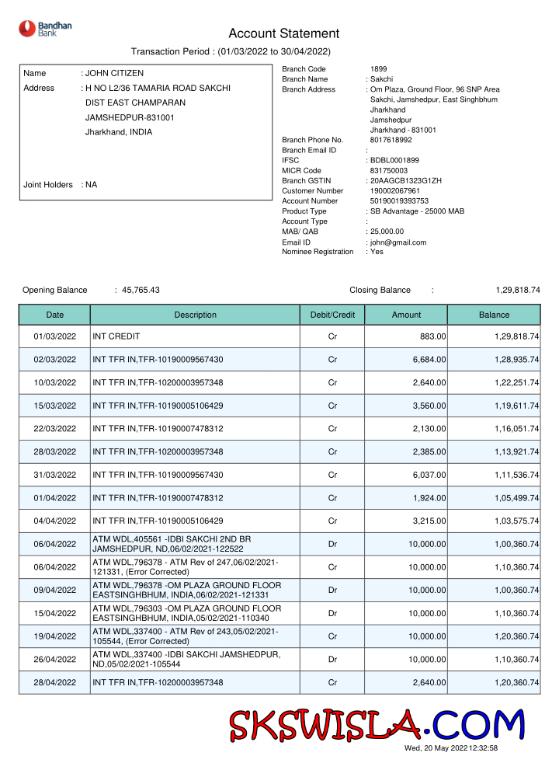 Bandhan
Bank
Account Statement
Transaction Period : (01/03/2022 to 30/04/2022)
Name : JOHN CITIZEN
Address : H NO L2/36 TAMARIA ROAD SAKCHI
DIST EAST CHAMPARAN
JAMSHEDPUR-831001
Jharkhand, INDIA
Joint Holders : NA
Branch Code 1899
Branch Name : Sakchi
Branch Address : Om Plaza, Ground Floor, 96 SNP Area
Sakchi, Jamshedpur, East Singhbhum
Jharkhand
Jamshedpur
Jharkhand - 831001
Branch Phone No. 8017618992
Branch Email ID :
IFSC : BDBL0001899
MICR Code 831750003
Branch GSTIN : 20AAGCB1323G1ZH
Customer Number 190002067961
Account Number 50190019393753
Product Type : SB Advantage - 25000 MAB
Account Type :
MAB/ QAB : 25,000.00
Email ID : john@gmail.com
Nominee Registration : Yes
Opening Balance : 45,765.43 Closing Balance : 1,29,818.74
Date Description Debit/Credit Amount Balance
01/03/2022 INT CREDIT Cr 883.00 1,29,818.74
02/03/2022 INT TFR IN,TFR-10190009567430 Cr 6,684.00 1,28,935.74
10/03/2022 INT TFR IN,TFR-10200003957348 Cr 2,640.00 1,22,251.74
15/03/2022 INT TFR IN,TFR-10190005106429 Cr 3,560.00 1,19,611.74
22/03/2022 INT TFR IN,TFR-10190007478312 Cr 2,130.00 1,16,051.74
28/03/2022 INT TFR IN,TFR-10200003957348 Cr 2,385.00 1,13,921.74
31/03/2022 INT TFR IN,TFR-10190009567430 Cr 6,037.00 1,11,536.74
01/04/2022 INT TFR IN,TFR-10190007478312 Cr 1,924.00 1,05,499.74
04/04/2022 INT TFR IN,TFR-10190005106429 Cr 3,215.00 1,03,575.74
06/04/2022 ATM WDL,405561 -IDBI SAKCHI 2ND BR Dr 10,000.00 1,00,360.74
JAMSHEDPUR, ND,06/02/2021-122522
06/04/2022 ATM WDL,796378 - ATM Rev of 247,06/02/2021- Cr 10,000.00 1,10,360.74
121331, (Error Corrected)
09/04/2022 ATM WDL,796378 -OM PLAZA GROUND FLOOR Dr 10,000.00 1,00,360.74
EASTSINGHBHUM, INDIA,06/02/2021-121331
15/04/2022 ATM WDL,796303 -OM PLAZA GROUND FLOOR Dr 10,000.00 1,10,360.74
EASTSINGHBHUM, INDIA,05/02/2021-110340
19/04/2022 ATM WDL,337400 - ATM Rev of 243,05/02/2021- Cr 10,000.00 1,20,360.74
105544, (Error Corrected)
26/04/2022 ATM WDL,337400 -IDBI SAKCHI JAMSHEDPUR, Dr 10,000.00 1,10,360.74
ND,05/02/2021-105544
28/04/2022 INT TFR IN,TFR-10200003957348 Cr 2,640.00 1,20,360.74
SKSWISLA.COM
Wed, 20 May 2022 12:32:58